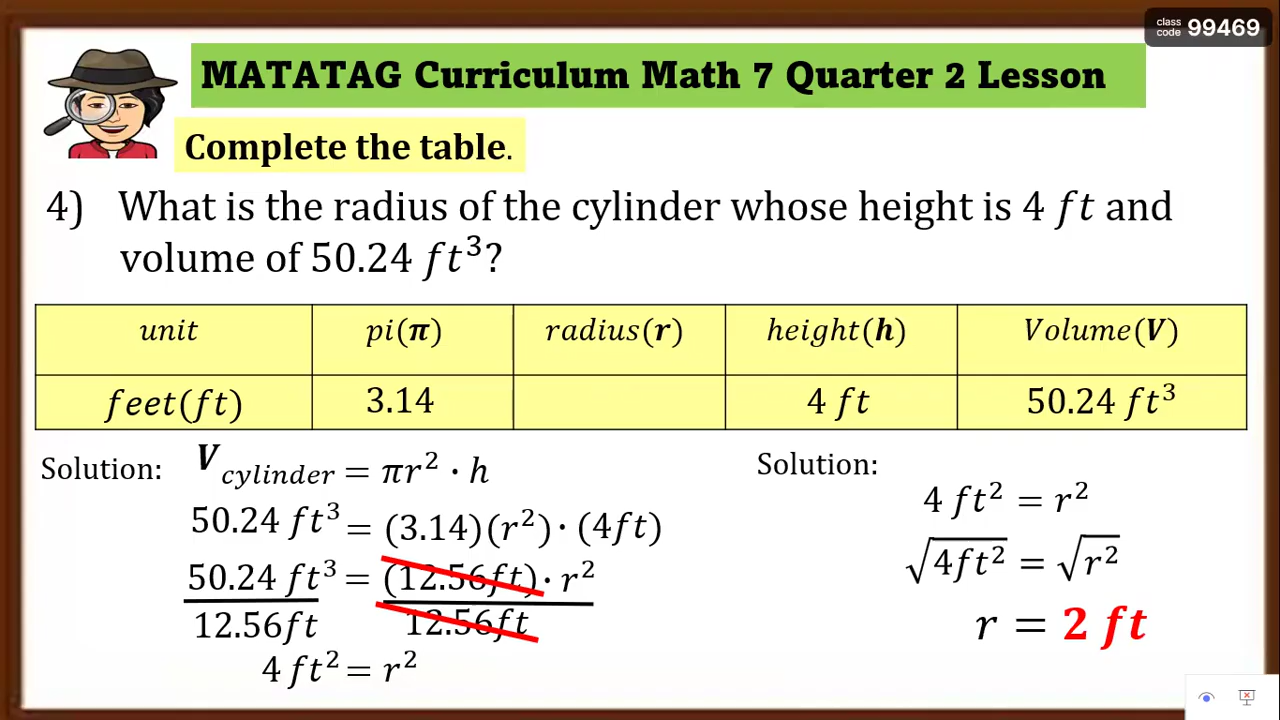 class code 99469
MATATAG Curriculum Math 7 Quarter 2 Lesson
Complete the table.
4) What is the radius of the cylinder whose height is 4 ft and
volume of 50.24 ft³?
unit pi(π) radius(r) height(h) Volume(V)
feet(ft) 3.14 4 ft 50.24 ft³
Solution: V cylinder = πr² · h
50.24 ft³ = (3.14)(r²) · (4ft)
50.24 ft³ = (12.56ft) · r²
12.56ft 12.56ft
4 ft² = r²
Solution:
4 ft² = r²
√4ft² = √r²
r = 2 ft